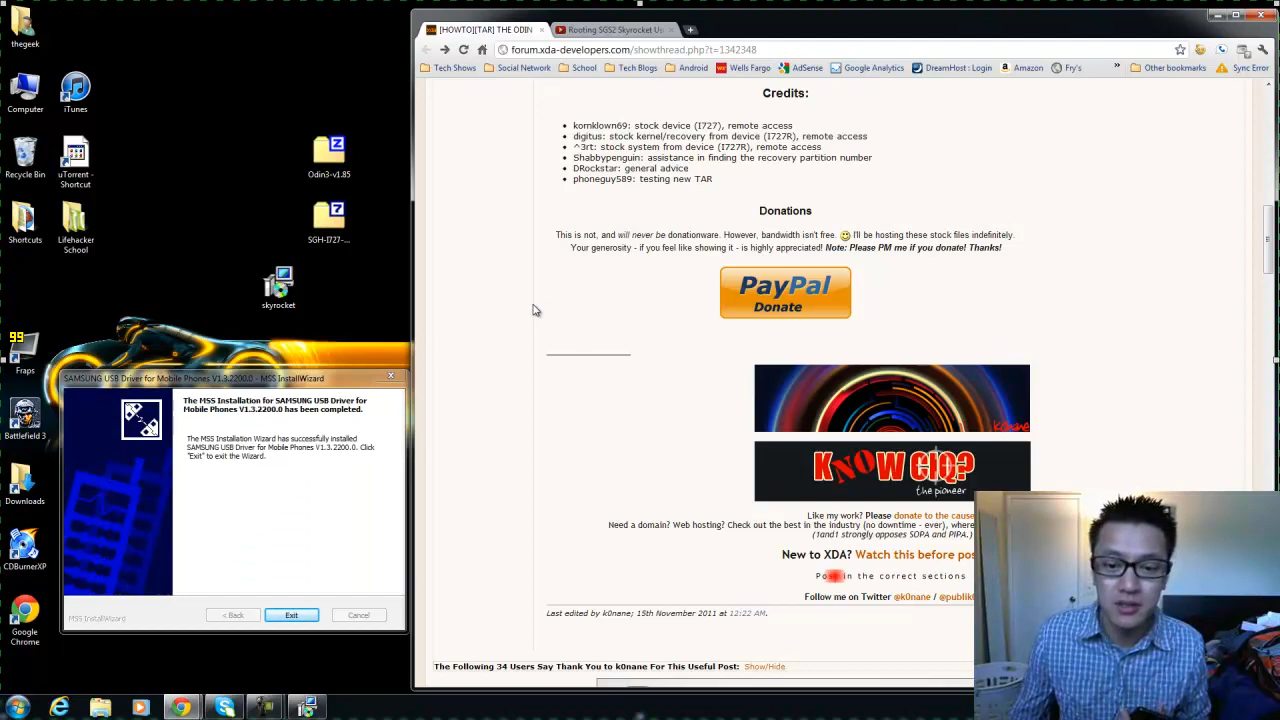 thegeek
Computer
iTunes
Recycle Bin
uTorrent -
Shortcut
Shortcuts
Lifehacker
School
Odin3-v1.85
SGH-I727-...
skyrocket
99
Fraps
Battlefield 3
Downloads
CDBurnerXP
Google
Chrome
SAMSUNG USB Driver for Mobile Phones V1.3.2200.0 - MSS InstallWizard
The MSS Installation for SAMSUNG USB Driver for
Mobile Phones V1.3.2200.0 has been completed.
The MSS Installation Wizard has successfully installed
SAMSUNG USB Driver for Mobile Phones V1.3.2200.0. Click
"Exit" to exit the Wizard.
MSS InstallWizard
< Back
Exit
Cancel
[HOWTO][TAR] THE ODIN
Rooting SGS2 Skyrocket Us
forum.xda-developers.com/showthread.php?t=1342348
Tech Shows
Social Network
School
Tech Blogs
Android
Wells Fargo
AdSense
Google Analytics
DreamHost : Login
Amazon
Fry's
»
Other bookmarks
Sync Error
Credits:
• kornklown69: stock device (I727), remote access
• digitus: stock kernel/recovery from device (I727R), remote access
• ^3rt: stock system from device (I727R), remote access
• Shabbypenguin: assistance in finding the recovery partition number
• DRockstar: general advice
• phoneguy589: testing new TAR
Donations
This is not, and will never be donationware. However, bandwidth isn't free. I'll be hosting these stock files indefinitely.
Your generosity - if you feel like showing it - is highly appreciated! Note: Please PM me if you donate! Thanks!
PayPal
Donate
k0nane
KNOW CIQ?
the pioneer
Like my work? Please donate to the cause
Need a domain? Web hosting? Check out the best in the industry (no downtime - ever), where
(1and1 strongly opposes SOPA and PIPA.)
New to XDA? Watch this before pos
Post in the correct sections
Follow me on Twitter @k0nane /
Last edited by k0nane; 15th November 2011 at 12:22 AM.
The Following 34 Users Say Thank You to k0nane For This Useful Post: Show/Hide